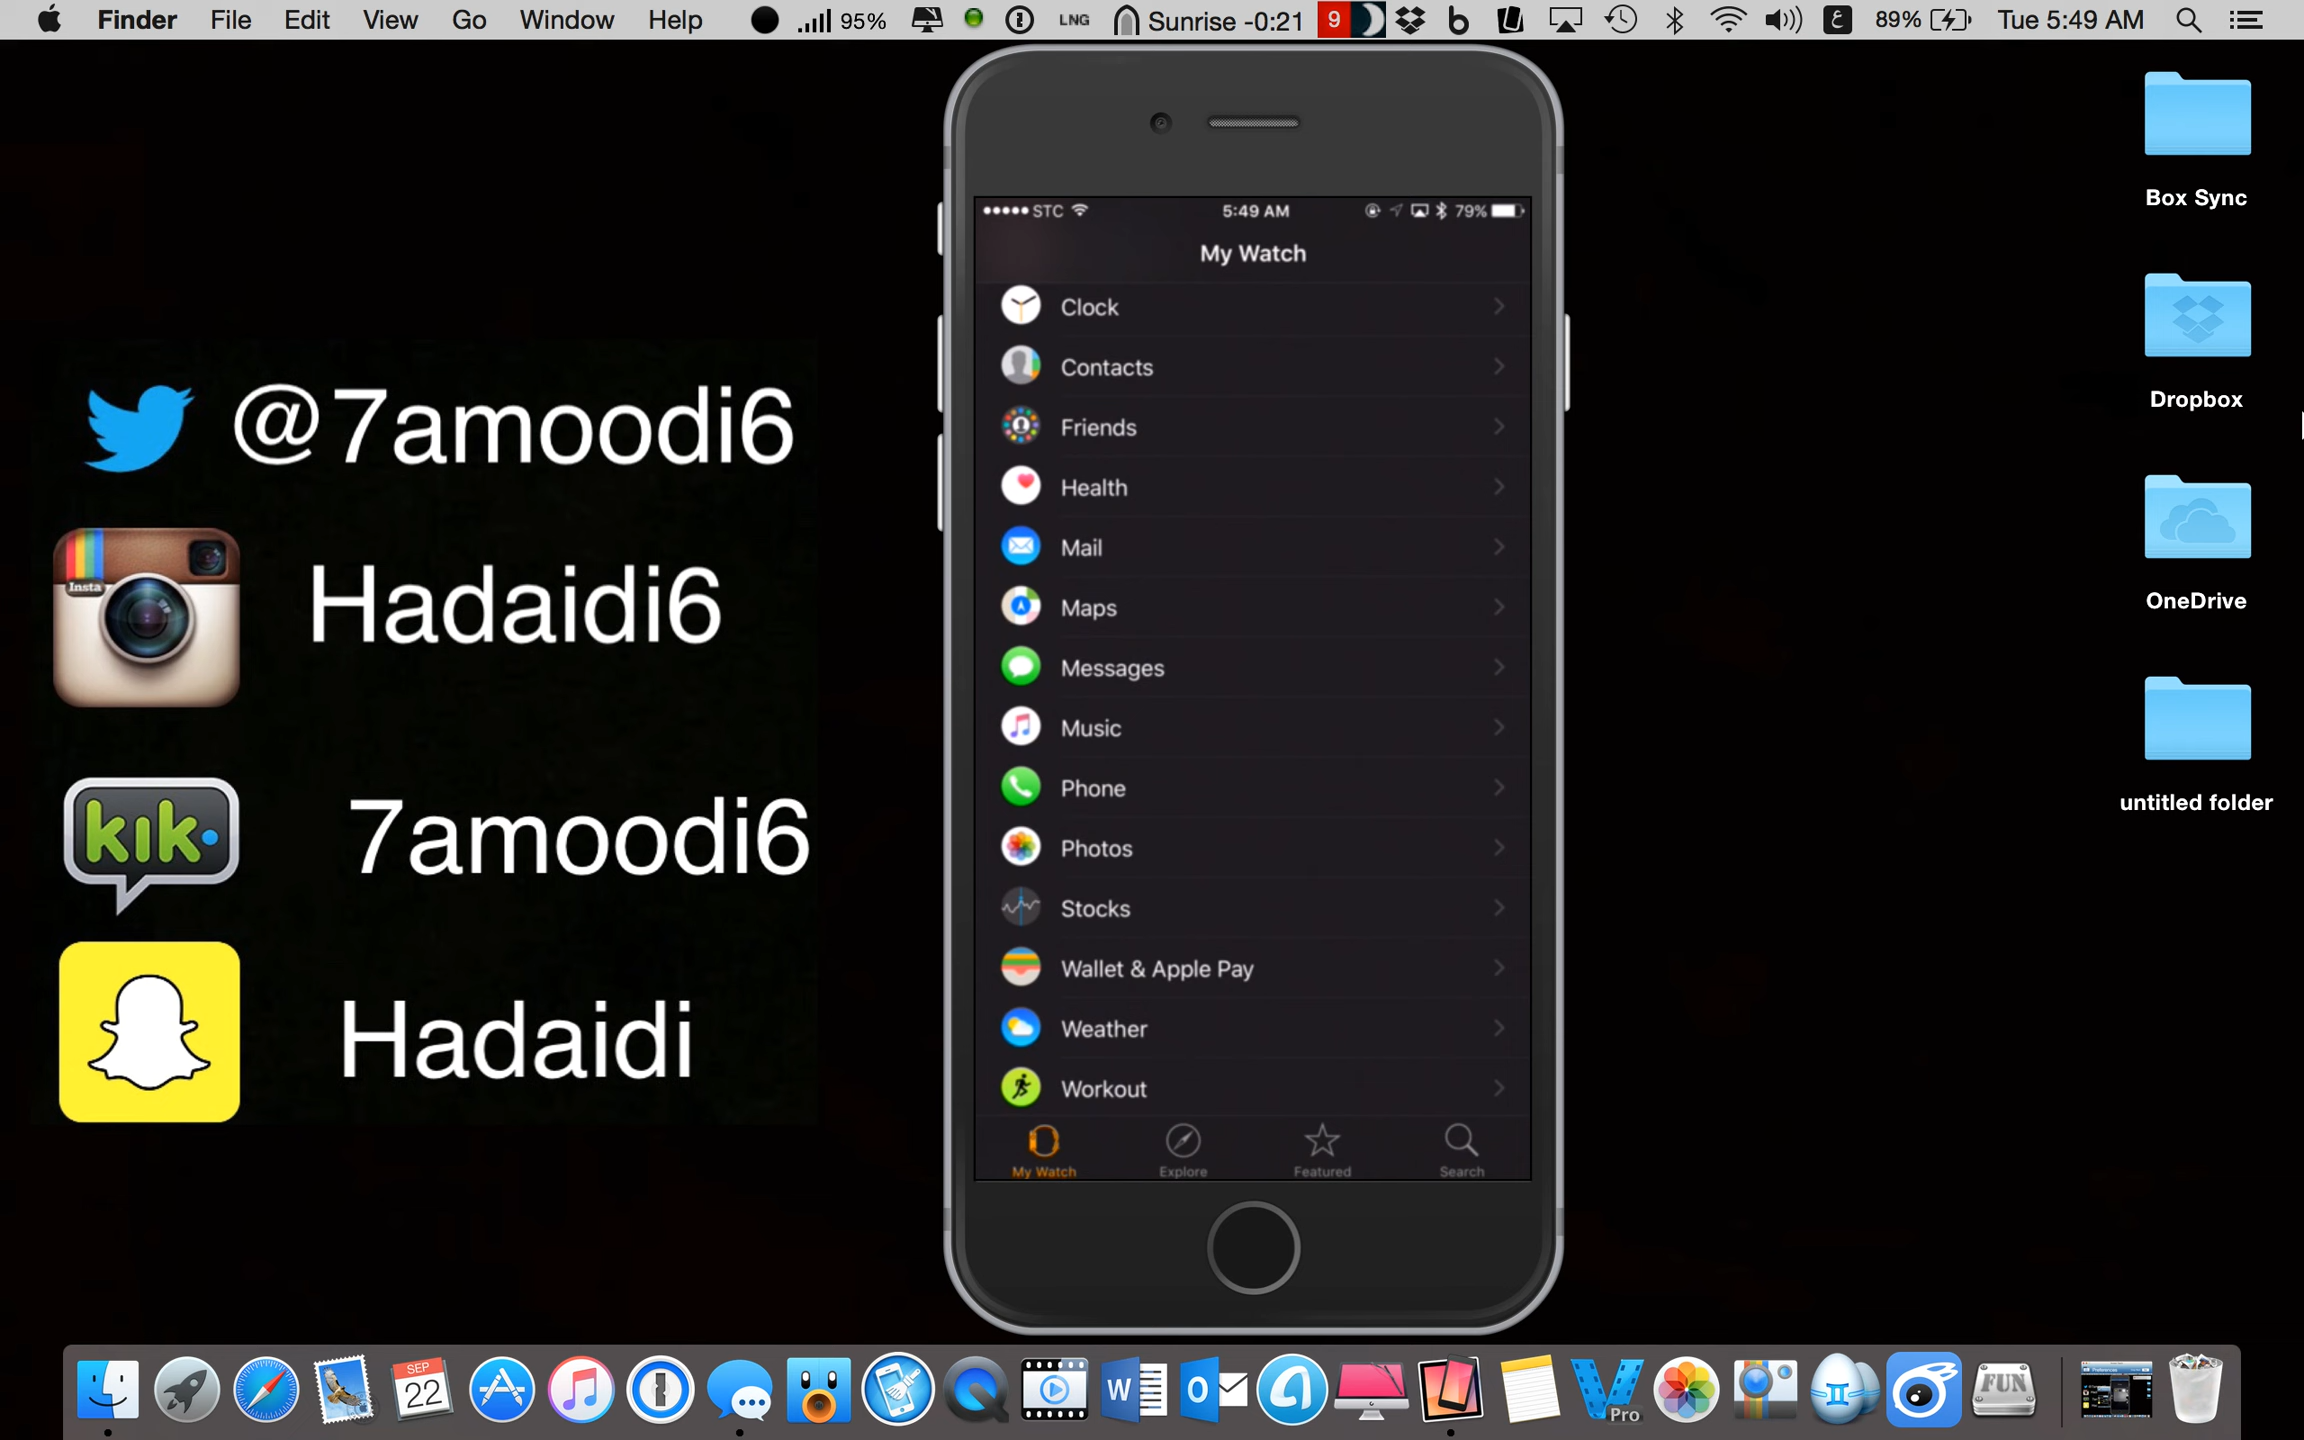 Finder File Edit View Go Window Help 95% LNG Sunrise -0:21 9 ع 89% Tue 5:49 AM
Box Sync
Dropbox
OneDrive
untitled folder
@7amoodi6
Insta
Hadaidi6
kik
7amoodi6
Hadaidi
STC 5:49 AM 79%
My Watch
Clock
Contacts
Friends
Health
Mail
Maps
Messages
Music
Phone
Photos
Stocks
Wallet & Apple Pay
Weather
Workout
My Watch Explore Featured Search
SEP
22
W
O
Pro
FUN